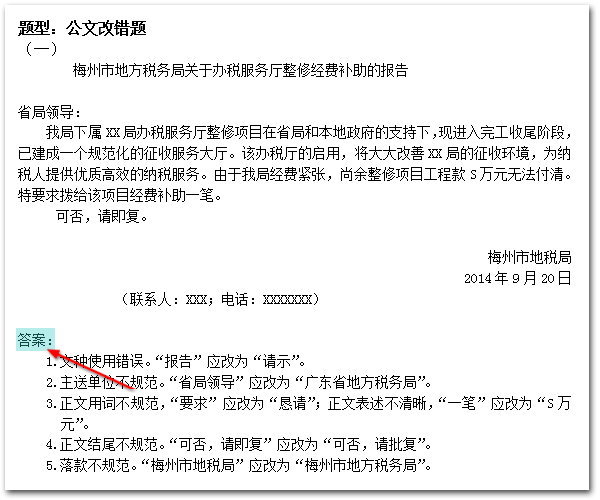 题型：公文改错题
（一）
梅州市地方税务局关于办税服务厅整修经费补助的报告
省局领导：
我局下属 XX 局办税服务厅整修项目在省局和本地政府的支持下，现进入完工收尾阶段，
已建成一个规范化的征收服务大厅。该办税厅的启用，将大大改善 XX 局的征收环境，为纳
税人提供优质高效的纳税服务。由于我局经费紧张，尚余整修项目工程款 S 万元无法付清。
特要求拨给该项目经费补助一笔。
可否，请即复。
梅州市地税局
2014 年 9 月 20 日
（联系人：XXX；电话：XXXXXXX）
答案：
1.文种使用错误。“报告”应改为“请示”。
2.主送单位不规范。“省局领导”应改为“广东省地方税务局”。
3.正文用词不规范，“要求”应改为“恳请”；正文表述不清晰，“一笔”应改为“S 万
元”。
4.正文结尾不规范。“可否，请即复”应改为“可否，请批复”。
5.落款不规范。“梅州市地税局”应改为“梅州市地方税务局”。